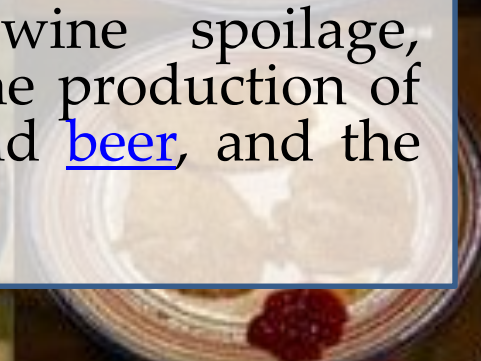 wine spoilage,
production of
beer, and the